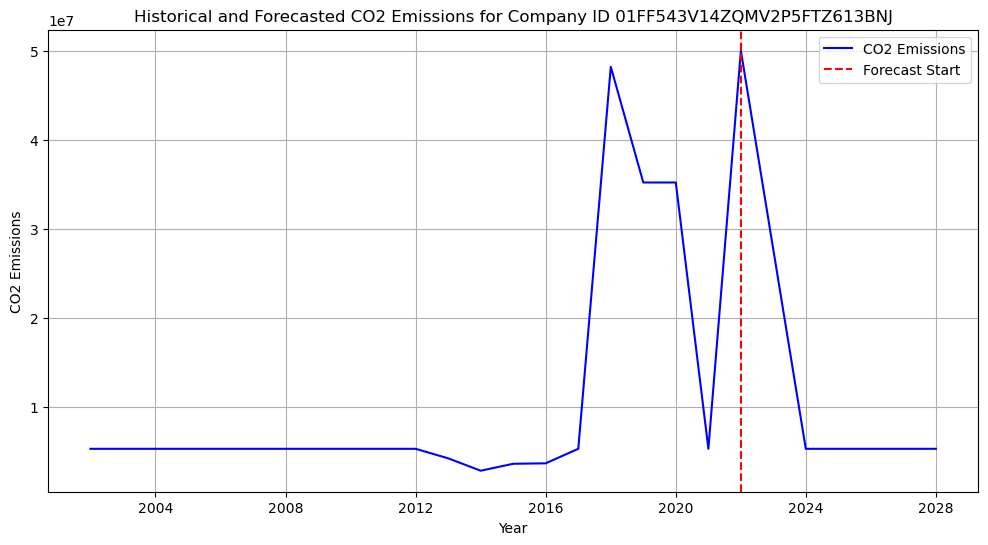 Historical and Forecasted CO2 Emissions for Company ID 01FF543V14ZQMV2P5FTZ613BNJ
1e7
CO2 Emissions
Forecast Start
5
4
3
2
1
CO2 Emissions
2004 2008 2012 2016 2020 2024 2028
Year